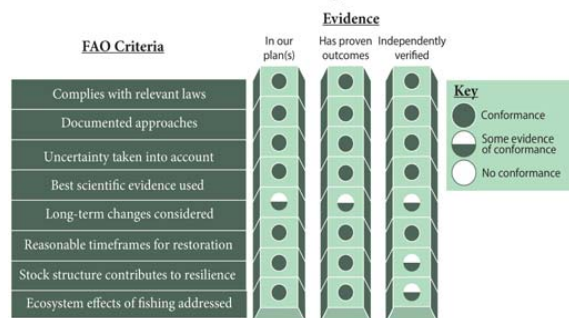 Evidence
FAO Criteria
In our
plan(s)
Has proven
outcomes
Independently
verified
Complies with relevant laws
Documented approaches
Uncertainty taken into account
Best scientific evidence used
Long-term changes considered
Reasonable timeframes for restoration
Stock structure contributes to resilience
Ecosystem effects of fishing addressed
Key
Conformance
Some evidence
of conformance
No conformance